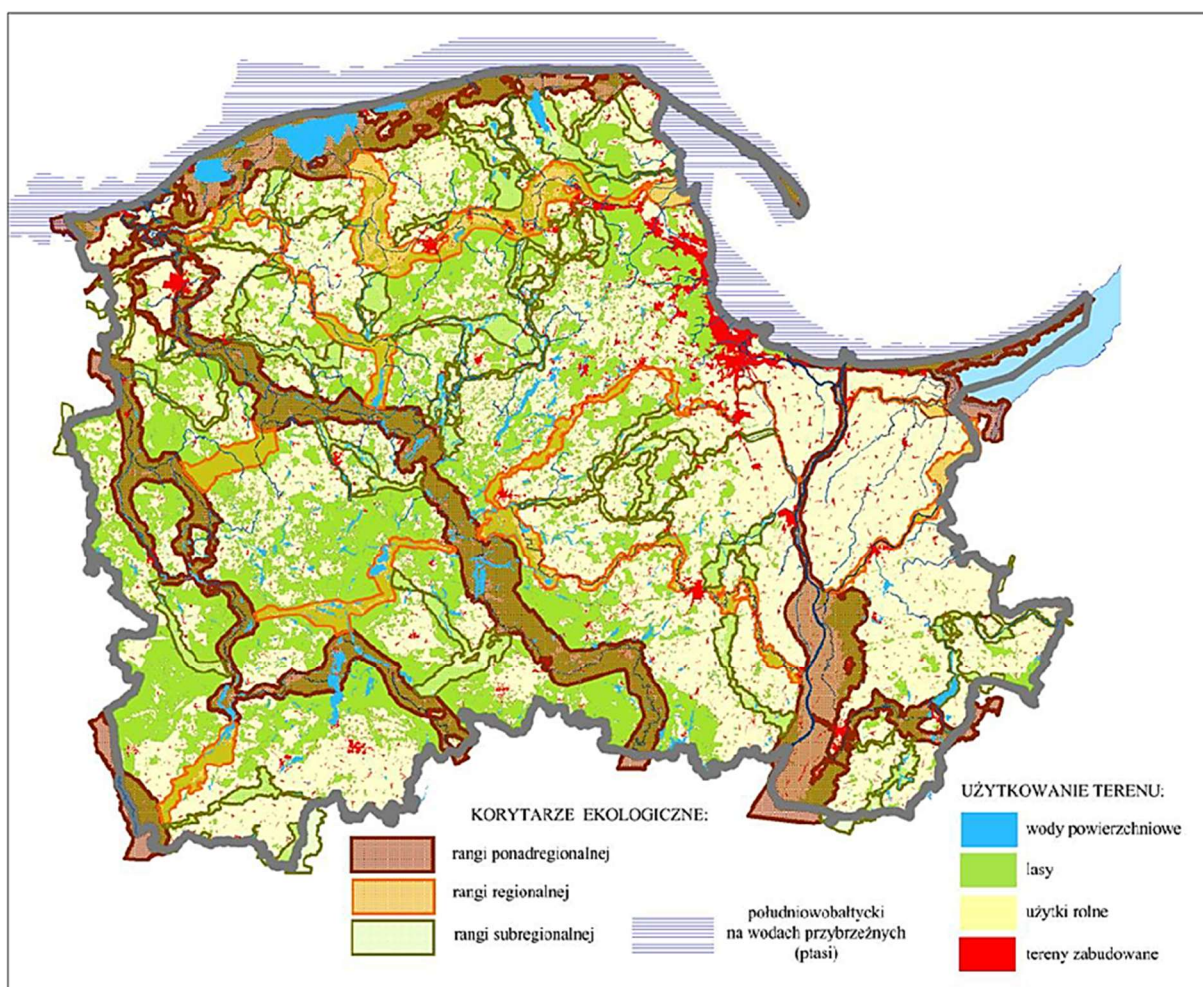 KORYTARZE EKOLOGICZNE:
rangi ponadregionalnej
rangi regionalnej
rangi subregionalnej
południowobałtycki
na wodach przybrzeżnych
(ptasi)
UŻYTKOWANIE TERENU:
wody powierzchniowe
lasy
użytki rolne
tereny zabudowane